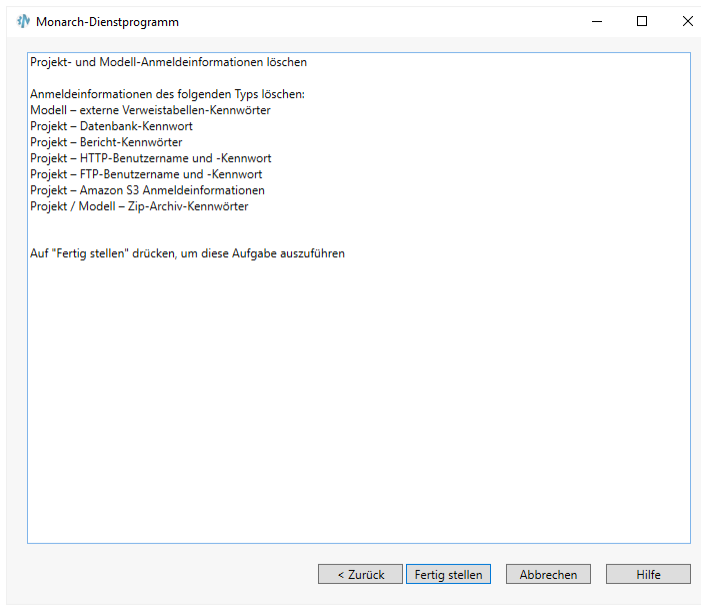 Monarch-Dienstprogramm
Projekt- und Modell-Anmeldeinformationen löschen
Anmeldeinformationen des folgenden Typs löschen:
Modell – externe Verweistabellen-Kennwörter
Projekt – Datenbank-Kennwort
Projekt – Bericht-Kennwörter
Projekt – HTTP-Benutzername und -Kennwort
Projekt – FTP-Benutzername und -Kennwort
Projekt – Amazon S3 Anmeldeinformationen
Projekt / Modell – Zip-Archiv-Kennwörter
Auf "Fertig stellen" drücken, um diese Aufgabe auszuführen
< Zurück Fertig stellen Abbrechen Hilfe